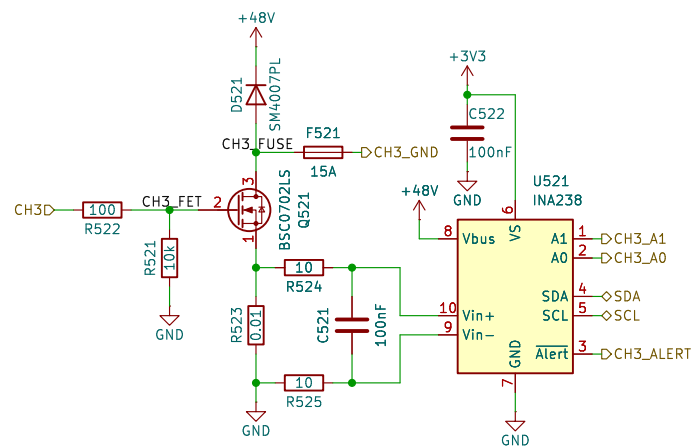 +48V
D521
SM4007PL
+3V3
CH3_FUSE
F521
15A
CH3_GND
C522
100nF
GND
CH3
100
R522
CH3_FET
2
3
1
BSC0702LS
Q521
+48V
U521
INA238
R521
10k
GND
8
Vbus
6
VS
A1
1
CH3_A1
A0
2
CH3_A0
10
R524
SDA
4
SDA
SCL
5
SCL
R523
0.01
C521
100nF
10
Vin+
9
Vin-
GND
7
Alert
3
CH3_ALERT
10
R525
GND
GND